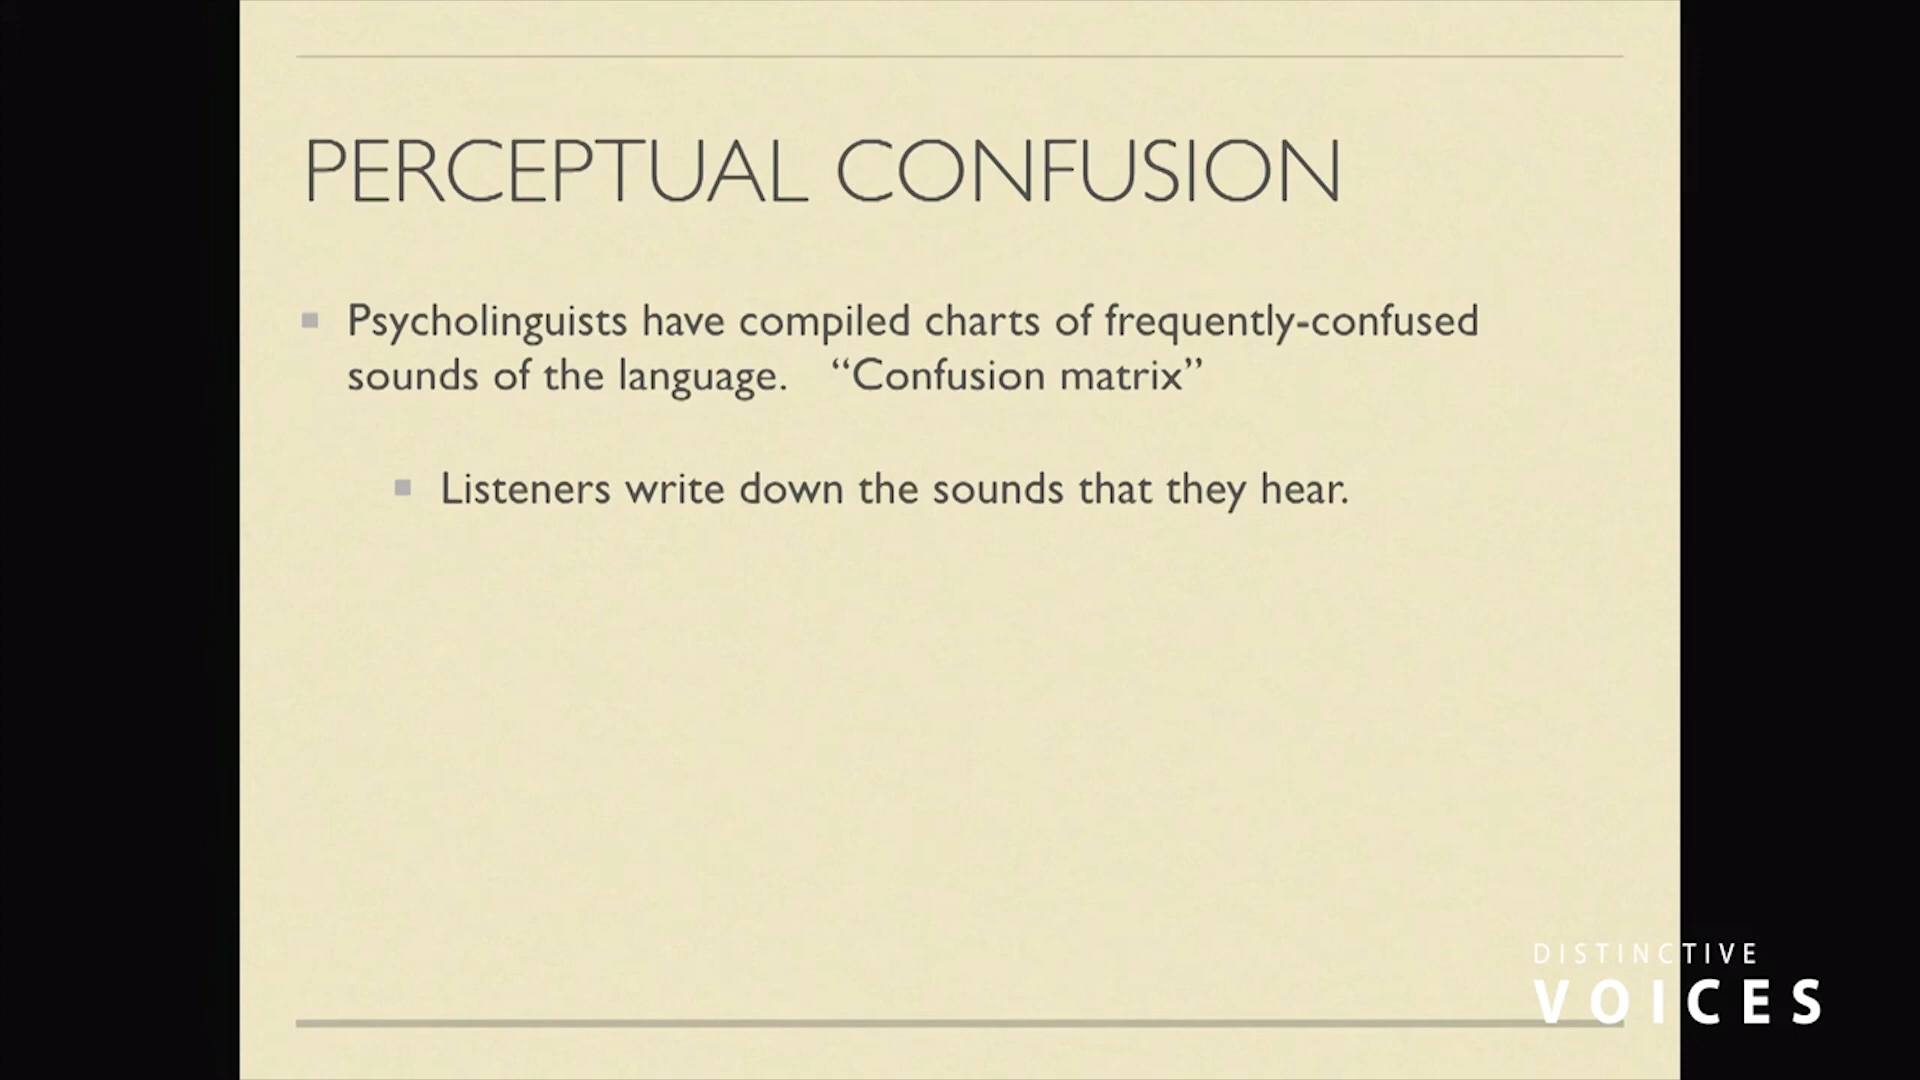 PERCEPTUAL CONFUSION
Psycholinguists have compiled charts of frequently-confused
sounds of the language. “Confusion matrix”
Listeners write down the sounds that they hear.
DISTINCTIVE
VOICES